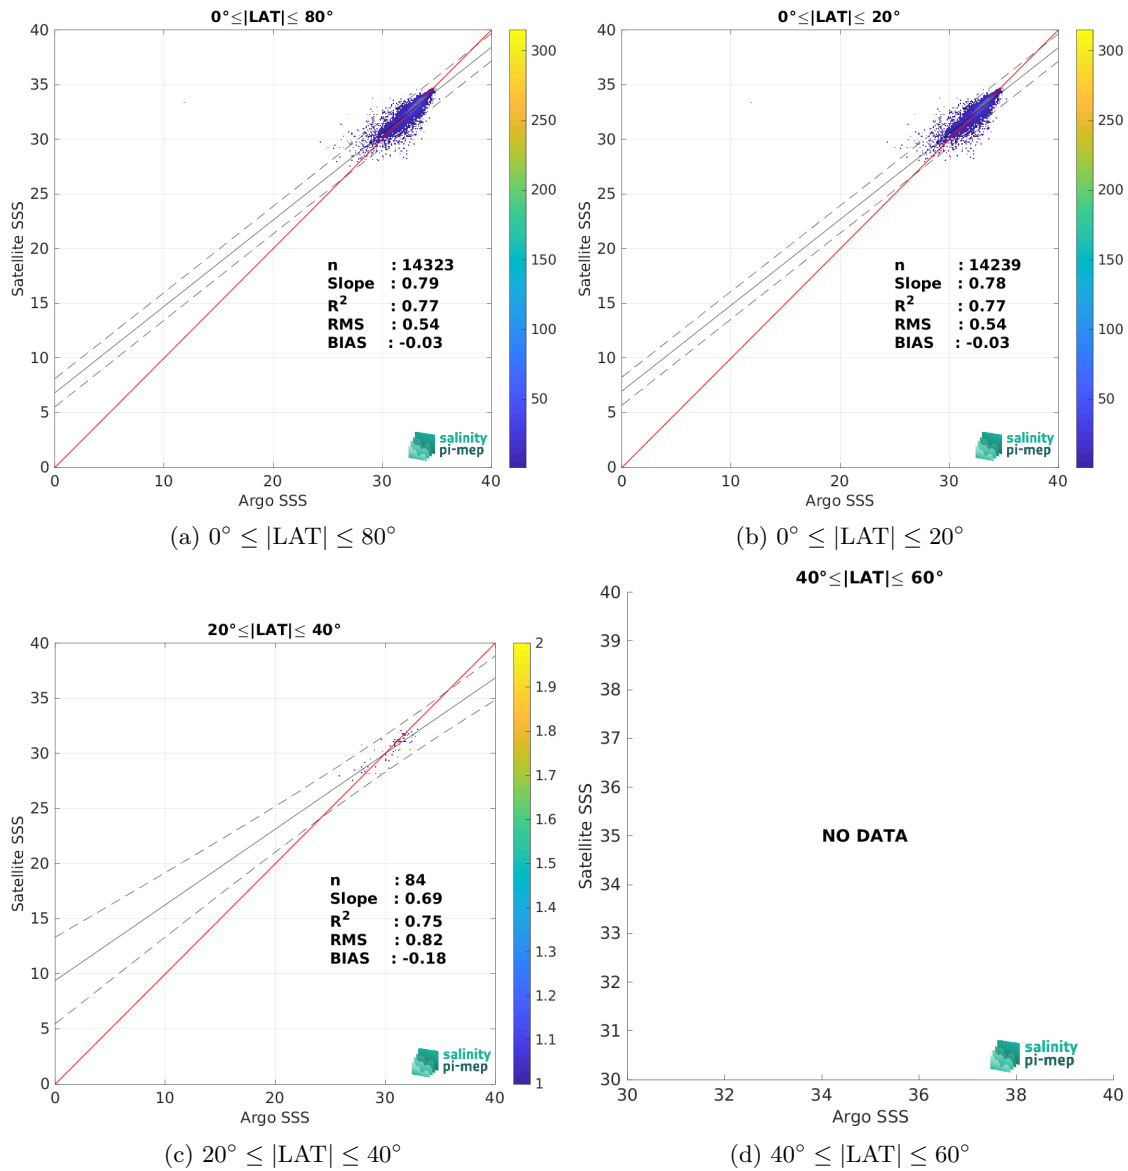 0°≤|LAT|≤ 80°
40
35
30
25
20
15
10
5
0
Satellite SSS
n : 14323
Slope : 0.79
R² : 0.77
RMS : 0.54
BIAS : -0.03
salinity
pi-mep
0 10 20 30 40
Argo SSS
300
250
200
150
100
50
(a) 0° ≤ |LAT| ≤ 80°
0°≤|LAT|≤ 20°
40
35
30
25
20
15
10
5
0
Satellite SSS
n : 14239
Slope : 0.78
R² : 0.77
RMS : 0.54
BIAS : -0.03
salinity
pi-mep
0 10 20 30 40
Argo SSS
300
250
200
150
100
50
(b) 0° ≤ |LAT| ≤ 20°
20°≤|LAT|≤ 40°
40
35
30
25
20
15
10
5
0
Satellite SSS
n : 84
Slope : 0.69
R² : 0.75
RMS : 0.82
BIAS : -0.18
salinity
pi-mep
0 10 20 30 40
Argo SSS
2
1.9
1.8
1.7
1.6
1.5
1.4
1.3
1.2
1.1
1
(c) 20° ≤ |LAT| ≤ 40°
40°≤|LAT|≤ 60°
40
39
38
37
36
35
34
33
32
31
30
Satellite SSS
NO DATA
salinity
pi-mep
30 32 34 36 38 40
Argo SSS
(d) 40° ≤ |LAT| ≤ 60°